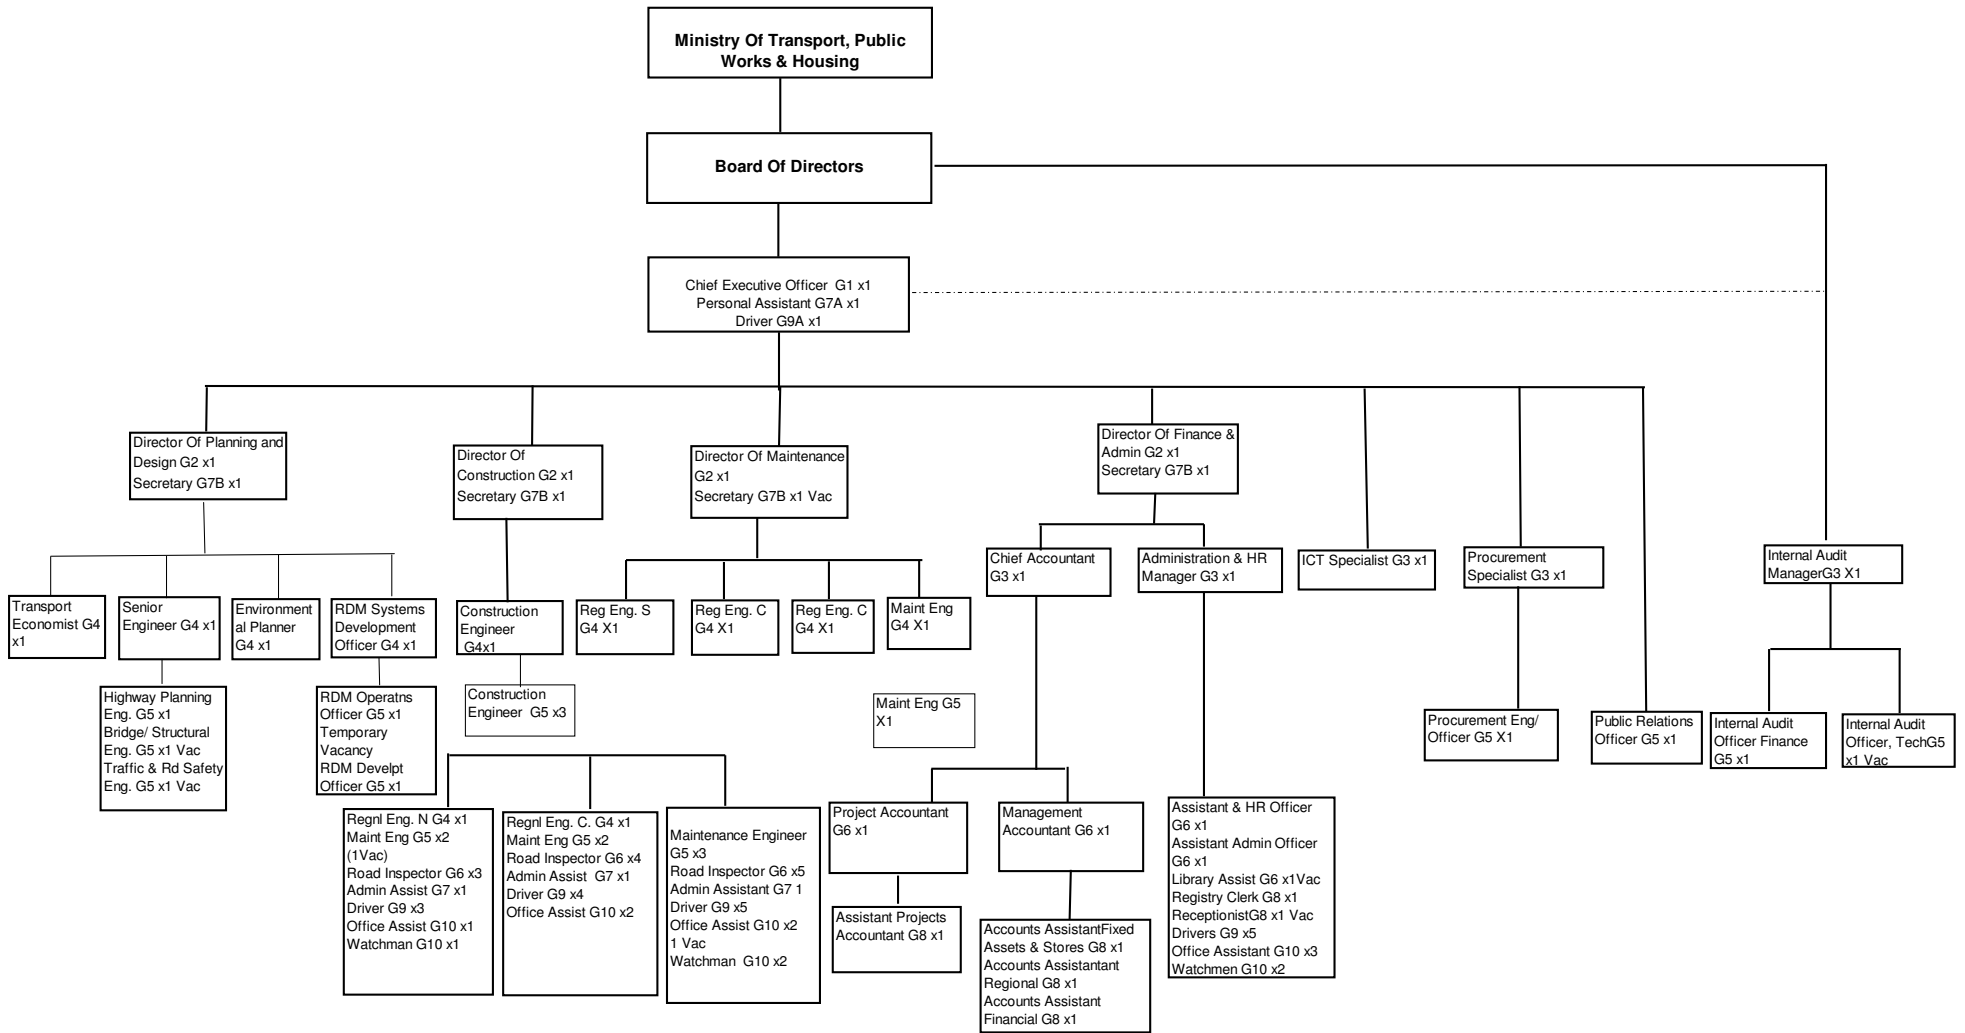 Ministry Of Transport, Public
Works & Housing
Board Of Directors
Chief Executive Officer G1 x1
Personal Assistant G7A x1
Driver G9A x1
Director Of Planning and
Design G2 x1
Secretary G7B x1
Director Of
Construction G2 x1
Secretary G7B x1
Director Of Maintenance
G2 x1
Secretary G7B x1 Vac
Director Of Finance &
Admin G2 x1
Secretary G7B x1
Chief Accountant
G3 x1
Administration & HR
Manager G3 x1
ICT Specialist G3 x1
Procurement
Specialist G3 x1
Internal Audit
ManagerG3 X1
Transport
Economist G4
x1
Senior
Engineer G4 x1
Environment
al Planner
G4 x1
RDM Systems
Development
Officer G4 x1
Construction
Engineer
G4x1
Reg Eng. S
G4 X1
Reg Eng. C
G4 X1
Reg Eng. C
G4 X1
Maint Eng
G4 X1
Highway Planning
Eng. G5 x1
Bridge/ Structural
Eng. G5 x1 Vac
Traffic & Rd Safety
Eng. G5 x1 Vac
RDM Operatns
Officer G5 x1
Temporary
Vacancy
RDM Develpt
Officer G5 x1
Construction
Engineer G5 x3
Maint Eng G5
X1
Procurement Eng/
Officer G5 X1
Public Relations
Officer G5 x1
Internal Audit
Officer Finance
G5 x1
Internal Audit
Officer, TechG5
x1 Vac
Regnl Eng. N G4 x1
Maint Eng G5 x2
(1Vac)
Road Inspector G6 x3
Admin Assist G7 x1
Driver G9 x3
Office Assist G10 x1
Watchman G10 x1
Regnl Eng. C. G4 x1
Maint Eng G5 x2
Road Inspector G6 x4
Admin Assist G7 x1
Driver G9 x4
Office Assist G10 x2
Maintenance Engineer
G5 x3
Road Inspector G6 x5
Admin Assistant G7 1
Driver G9 x5
Office Assist G10 x2
1 Vac
Watchman G10 x2
Project Accountant
G6 x1
Management
Accountant G6 x1
Assistant & HR Officer
G6 x1
Assistant Admin Officer
G6 x1
Library Assist G6 x1Vac
Registry Clerk G8 x1
ReceptionistG8 x1 Vac
Drivers G9 x5
Office Assistant G10 x3
Watchmen G10 x2
Assistant Projects
Accountant G8 x1
Accounts AssistantFixed
Assets & Stores G8 x1
Accounts Assistantant
Regional G8 x1
Accounts Assistant
Financial G8 x1